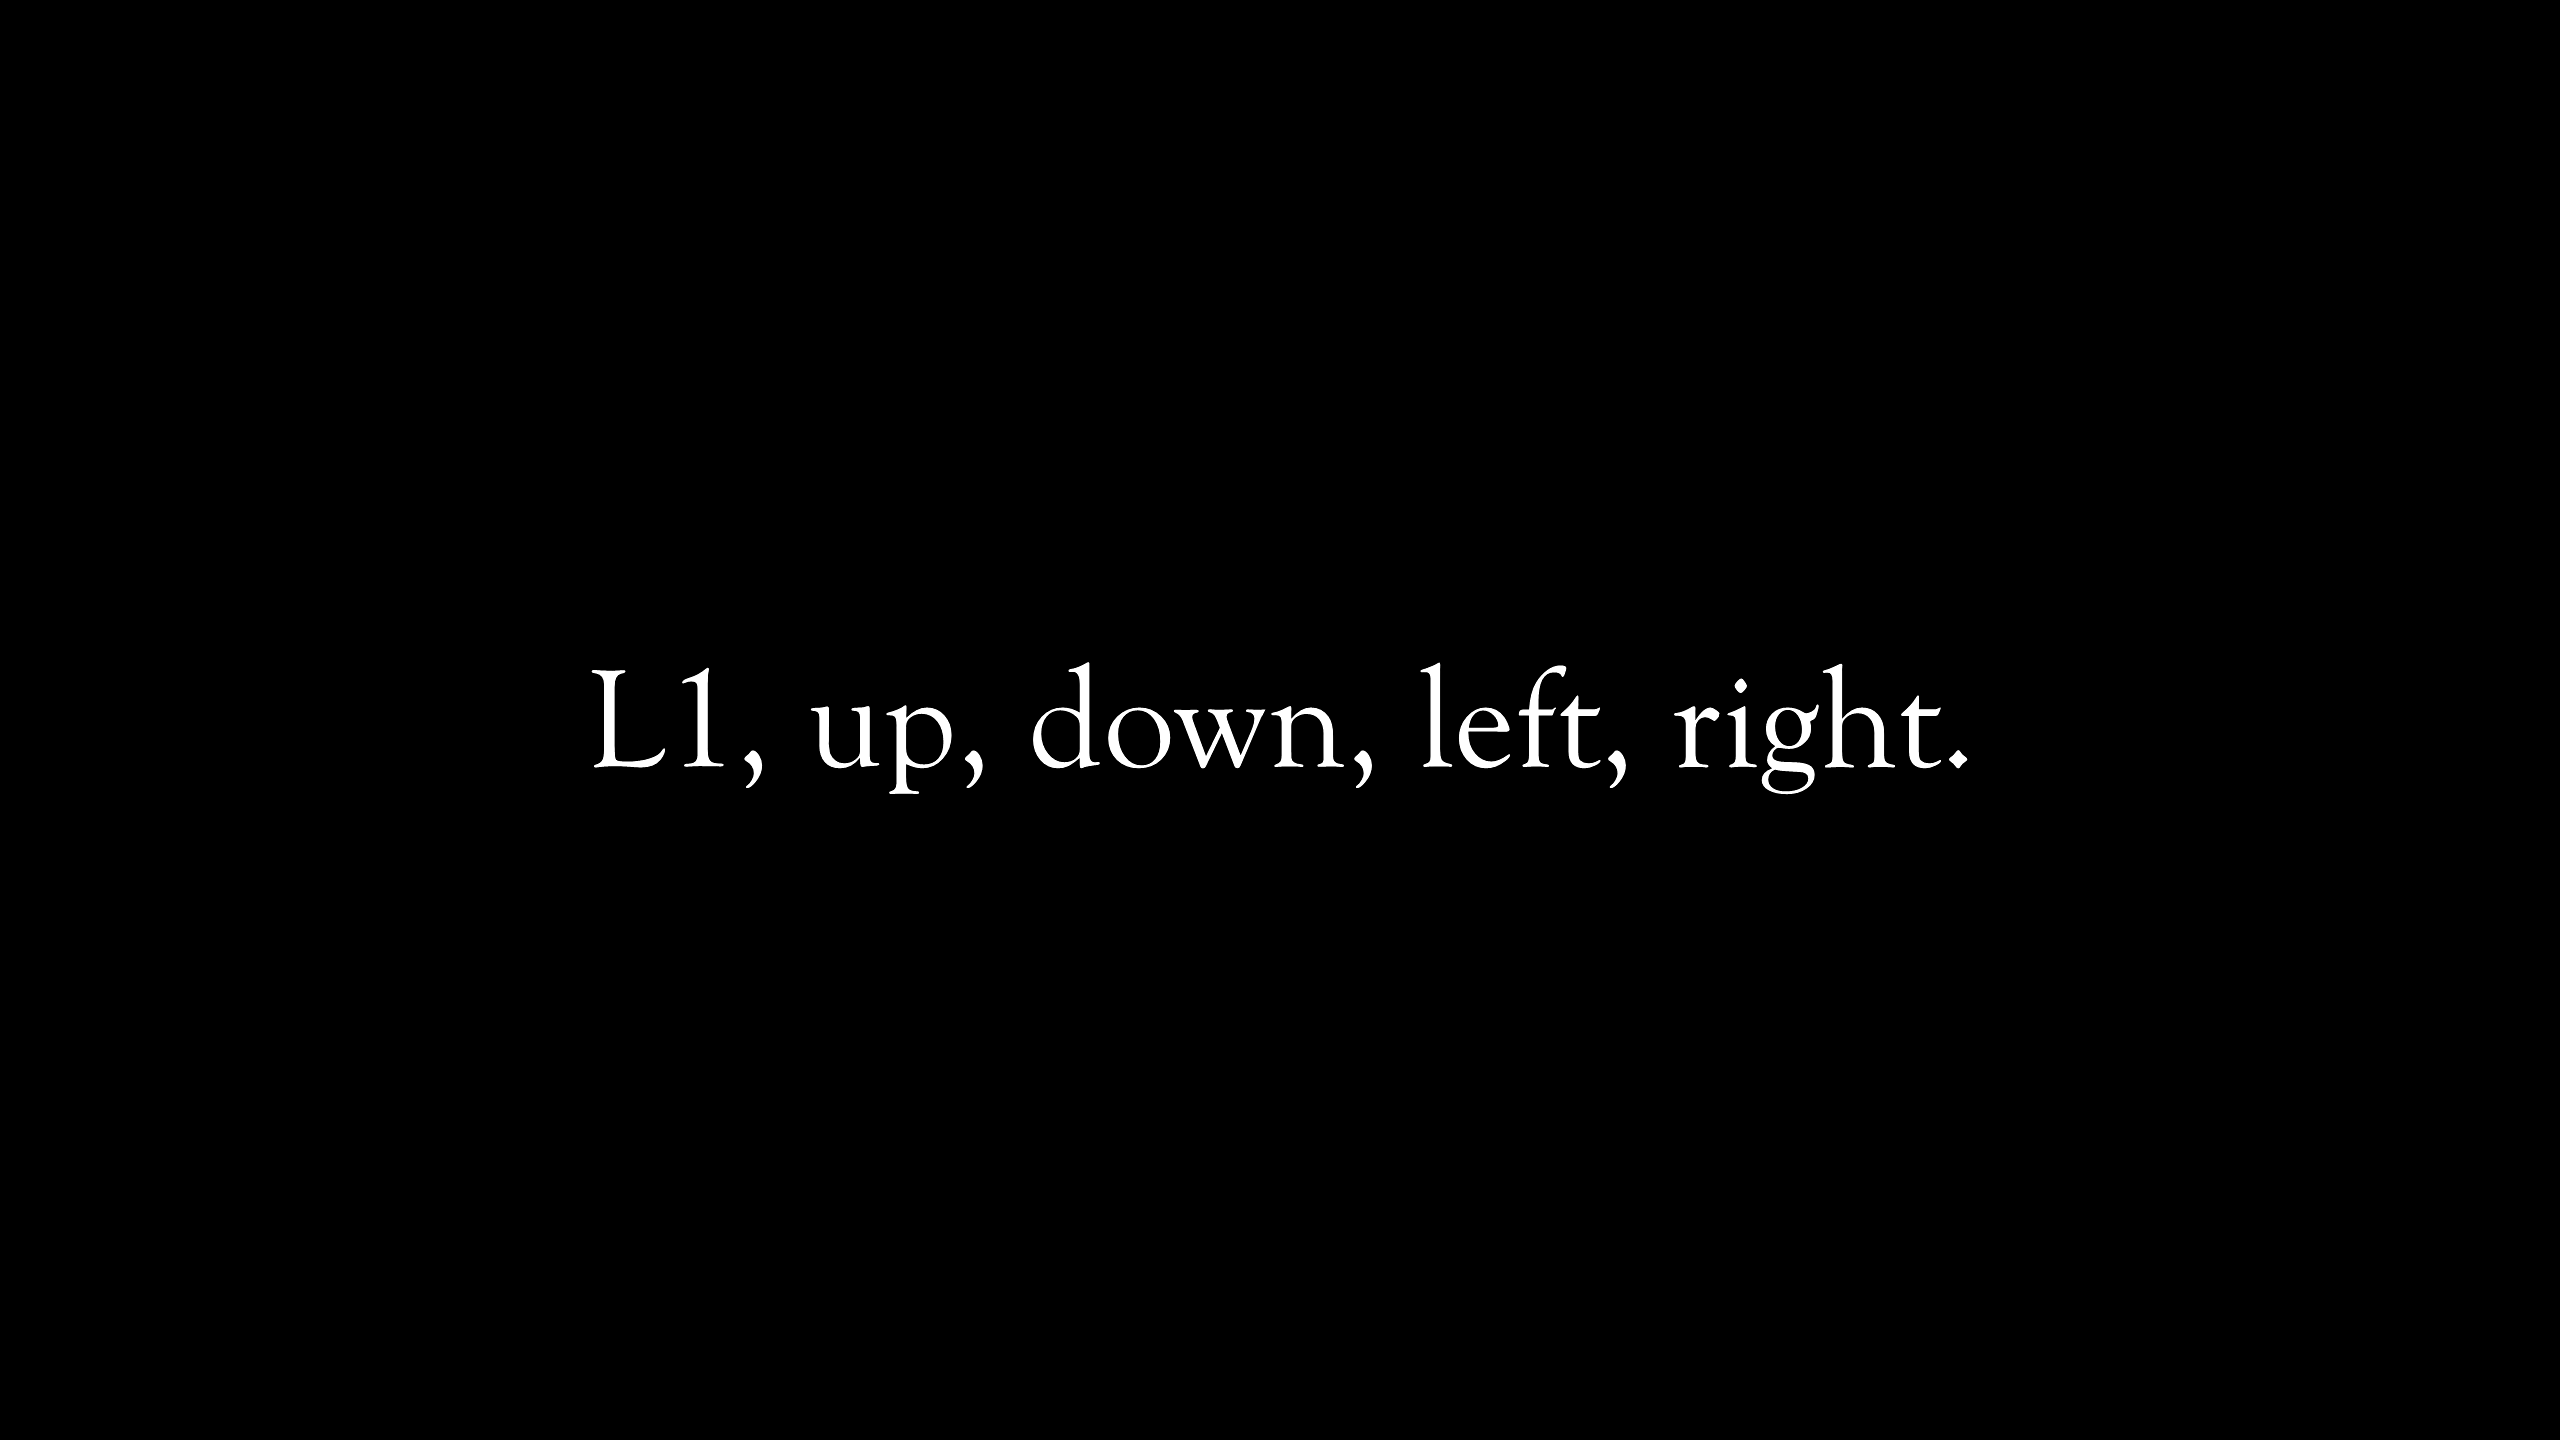 L1, up, down, left, right.